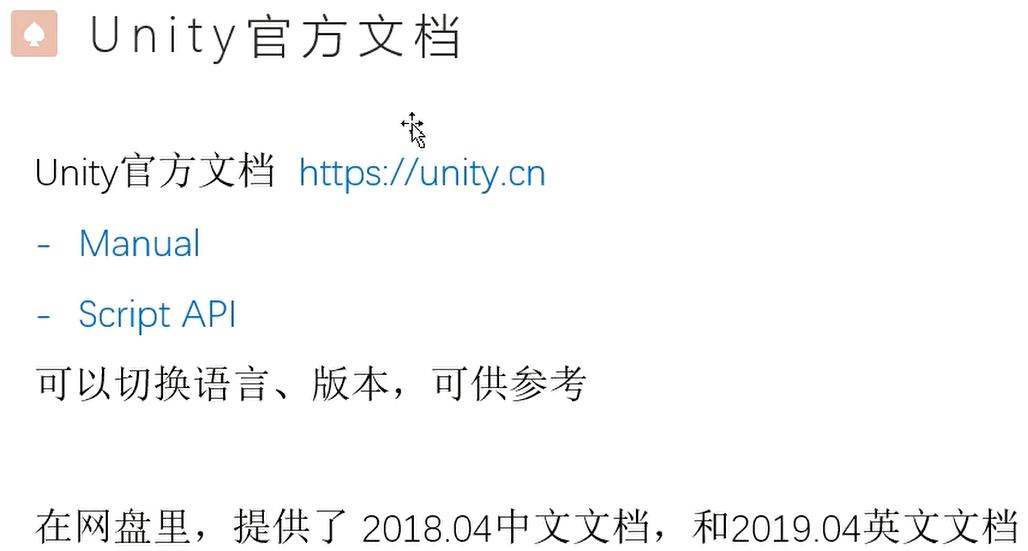 Unity官方文档
Unity官方文档 https://unity.cn
- Manual
- Script API
可以切换语言、版本，可供参考
在网盘里，提供了 2018.04中文文档，和2019.04英文文档